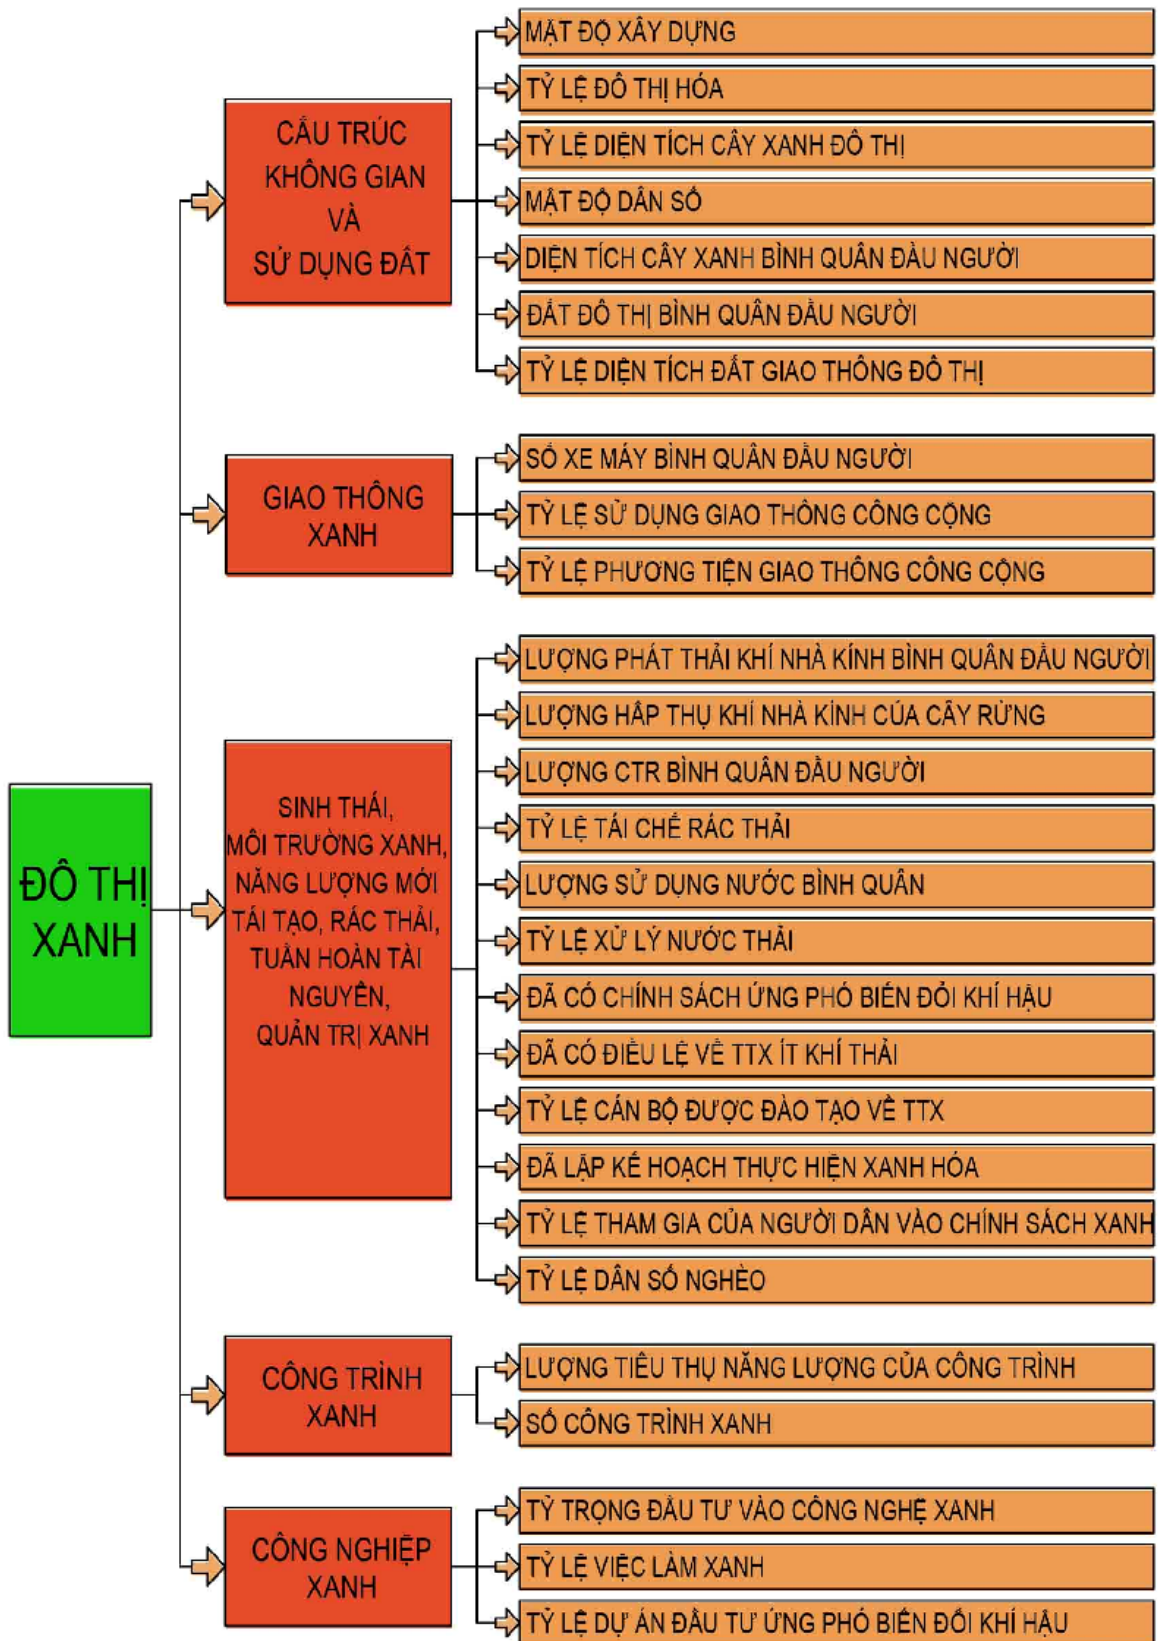 ĐÔ THỊ
XANH
CẤU TRÚC
KHÔNG GIAN
VÀ
SỬ DỤNG ĐẤT
MẬT ĐỘ XÂY DỰNG
TỶ LỆ ĐÔ THỊ HÓA
TỶ LỆ DIỆN TÍCH CÂY XANH ĐÔ THỊ
MẬT ĐỘ DÂN SỐ
DIỆN TÍCH CÂY XANH BÌNH QUÂN ĐẦU NGƯỜI
ĐẤT ĐÔ THỊ BÌNH QUÂN ĐẦU NGƯỜI
TỶ LỆ DIỆN TÍCH ĐẤT GIAO THÔNG ĐÔ THỊ
GIAO THÔNG
XANH
SỐ XE MÁY BÌNH QUÂN ĐẦU NGƯỜI
TỶ LỆ SỬ DỤNG GIAO THÔNG CÔNG CỘNG
TỶ LỆ PHƯƠNG TIỆN GIAO THÔNG CÔNG CỘNG
SINH THÁI,
MÔI TRƯỜNG XANH,
NĂNG LƯỢNG MỚI
TÁI TẠO, RÁC THẢI,
TUẦN HOÀN TÀI
NGUYÊN,
QUẢN TRỊ XANH
LƯỢNG PHÁT THẢI KHÍ NHÀ KÍNH BÌNH QUÂN ĐẦU NGƯỜI
LƯỢNG HẤP THỤ KHÍ NHÀ KÍNH CỦA CÂY RỪNG
LƯỢNG CTR BÌNH QUÂN ĐẦU NGƯỜI
TỶ LỆ TÁI CHẾ RÁC THẢI
LƯỢNG SỬ DỤNG NƯỚC BÌNH QUÂN
TỶ LỆ XỬ LÝ NƯỚC THẢI
ĐÃ CÓ CHÍNH SÁCH ỨNG PHÓ BIẾN ĐỔI KHÍ HẬU
ĐÃ CÓ ĐIỀU LỆ VỀ TTX ÍT KHÍ THẢI
TỶ LỆ CÁN BỘ ĐƯỢC ĐÀO TẠO VỀ TTX
ĐÃ LẬP KẾ HOẠCH THỰC HIỆN XANH HÓA
TỶ LỆ THAM GIA CỦA NGƯỜI DÂN VÀO CHÍNH SÁCH XANH
TỶ LỆ DÂN SỐ NGHÈO
CÔNG TRÌNH
XANH
LƯỢNG TIÊU THỤ NĂNG LƯỢNG CỦA CÔNG TRÌNH
SỐ CÔNG TRÌNH XANH
CÔNG NGHIỆP
XANH
TỶ TRỌNG ĐẦU TƯ VÀO CÔNG NGHỆ XANH
TỶ LỆ VIỆC LÀM XANH
TỶ LỆ DỰ ÁN ĐẦU TƯ ỨNG PHÓ BIẾN ĐỔI KHÍ HẬU